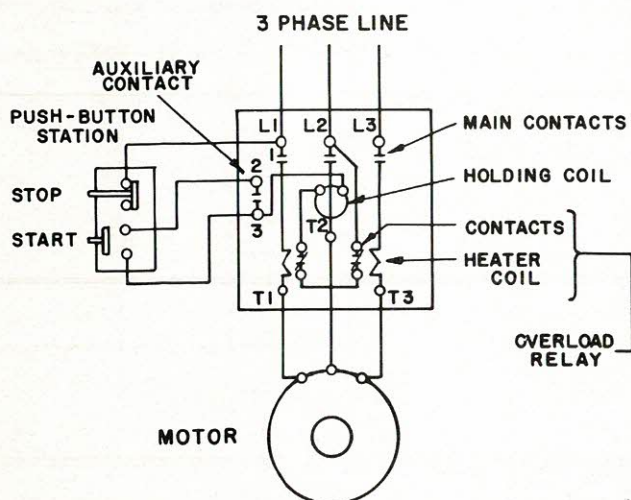 3 PHASE LINE
AUXILIARY
CONTACT
PUSH-BUTTON
STATION
L1
L2
L3
MAIN CONTACTS
1
2
STOP
HOLDING COIL
3
T2
START
CONTACTS
HEATER
COIL
T1
T3
OVERLOAD
RELAY
MOTOR